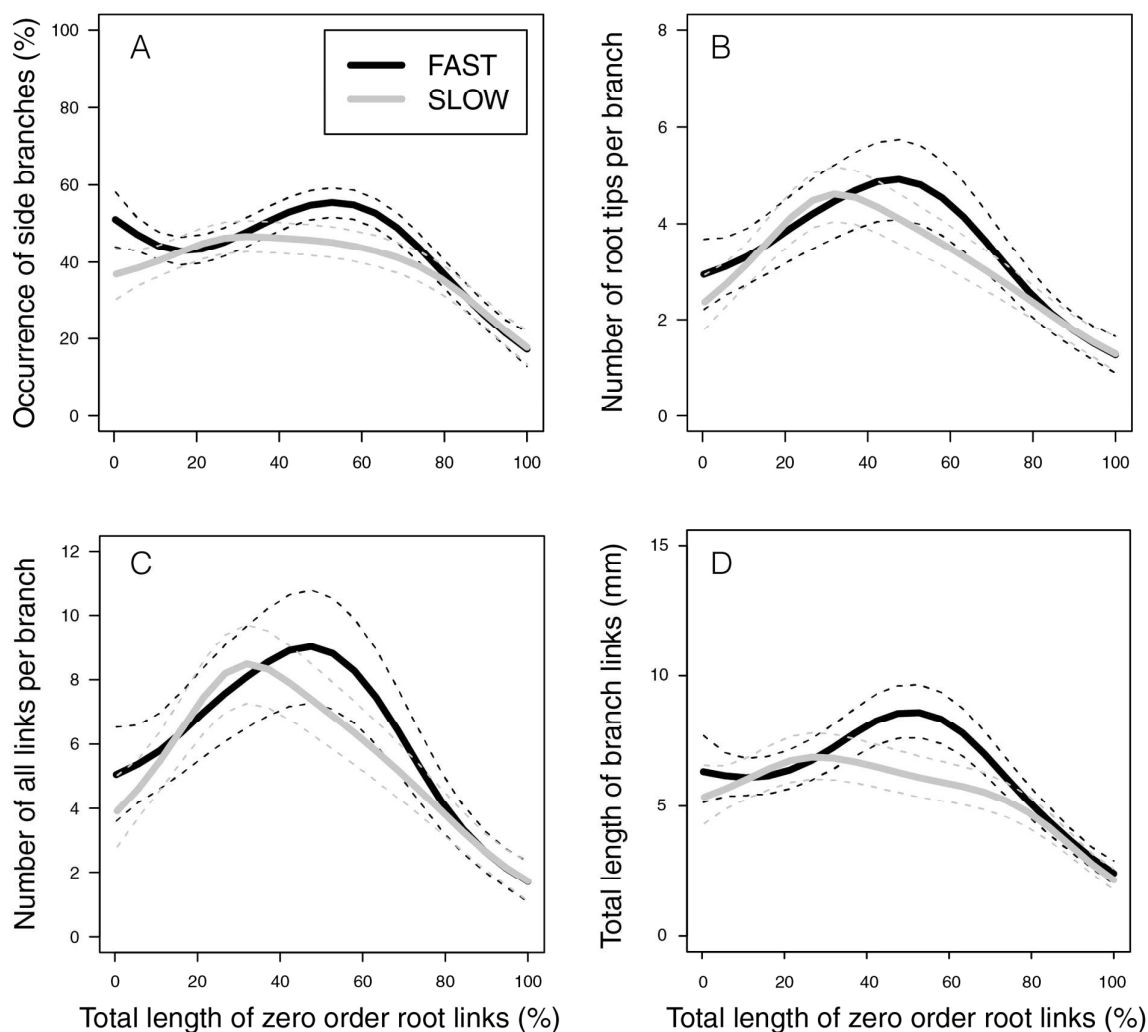 A
FAST
SLOW
Occurrence of side branches (%)
100
80
60
40
20
0
0 20 40 60 80 100
B
Number of root tips per branch
8
6
4
2
0
0 20 40 60 80 100
C
Number of all links per branch
12
10
8
6
4
2
0
0 20 40 60 80 100
Total length of zero order root links (%)
D
Total length of branch links (mm)
15
10
5
0
0 20 40 60 80 100
Total length of zero order root links (%)